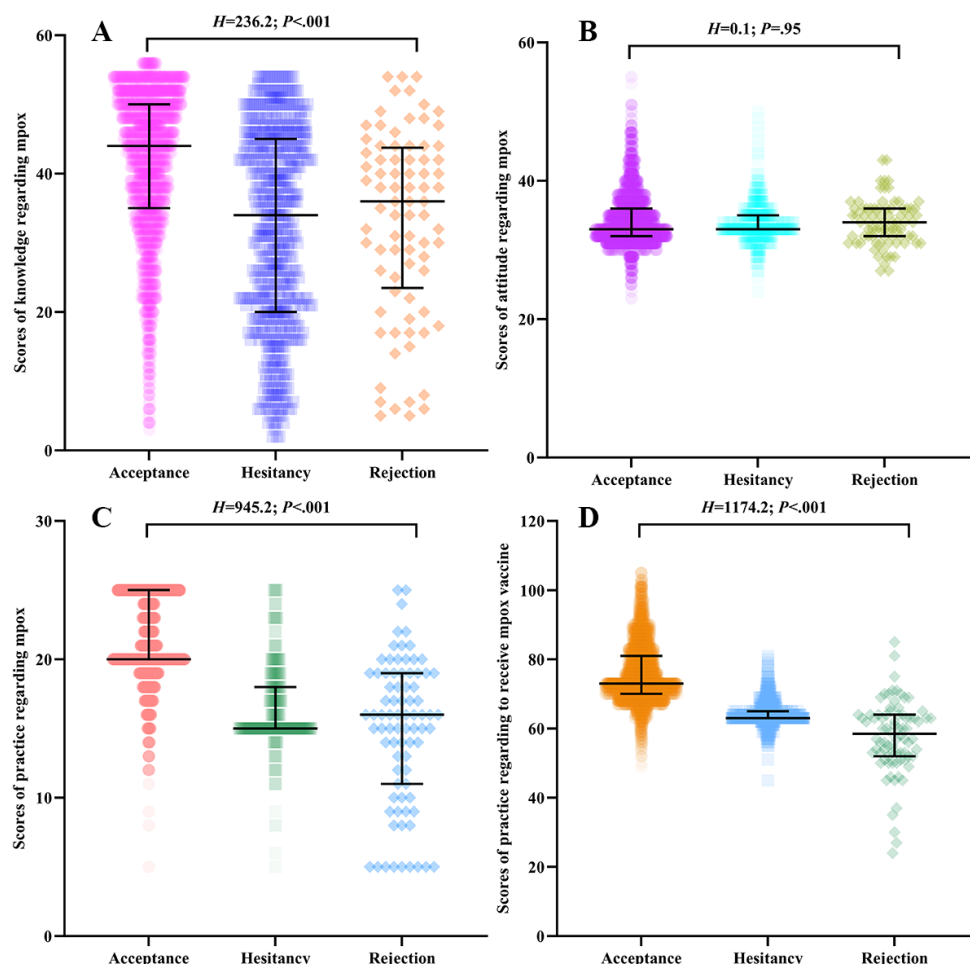 A
H=236.2; P<.001
60
40
20
0
Scores of knowledge regarding mpox
Acceptance
Hesitancy
Rejection
B
H=0.1; P=.95
60
40
20
0
Scores of attitude regarding mpox
Acceptance
Hesitancy
Rejection
C
H=945.2; P<.001
30
20
10
0
Scores of practice regarding mpox
Acceptance
Hesitancy
Rejection
D
H=1174.2; P<.001
120
100
80
60
40
20
0
Scores of practice regarding to receive mpox vaccine
Acceptance
Hesitancy
Rejection